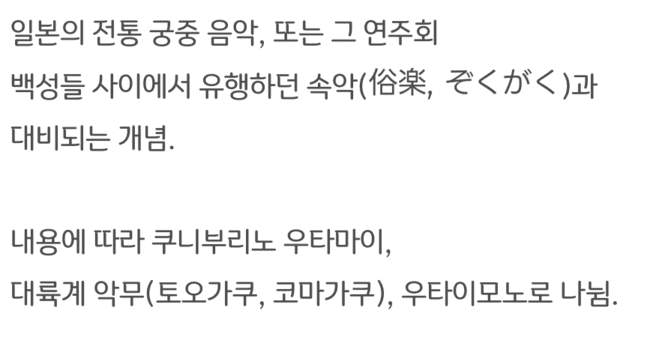 일본의 전통 궁중 음악, 또는 그 연주회
백성들 사이에서 유행하던 속악(俗楽, ぞくがく)과
대비되는 개념.
내용에 따라 쿠니부리노 우타마이,
대륙계 악무(토오가쿠, 코마가쿠), 우타이모노로 나뉨.